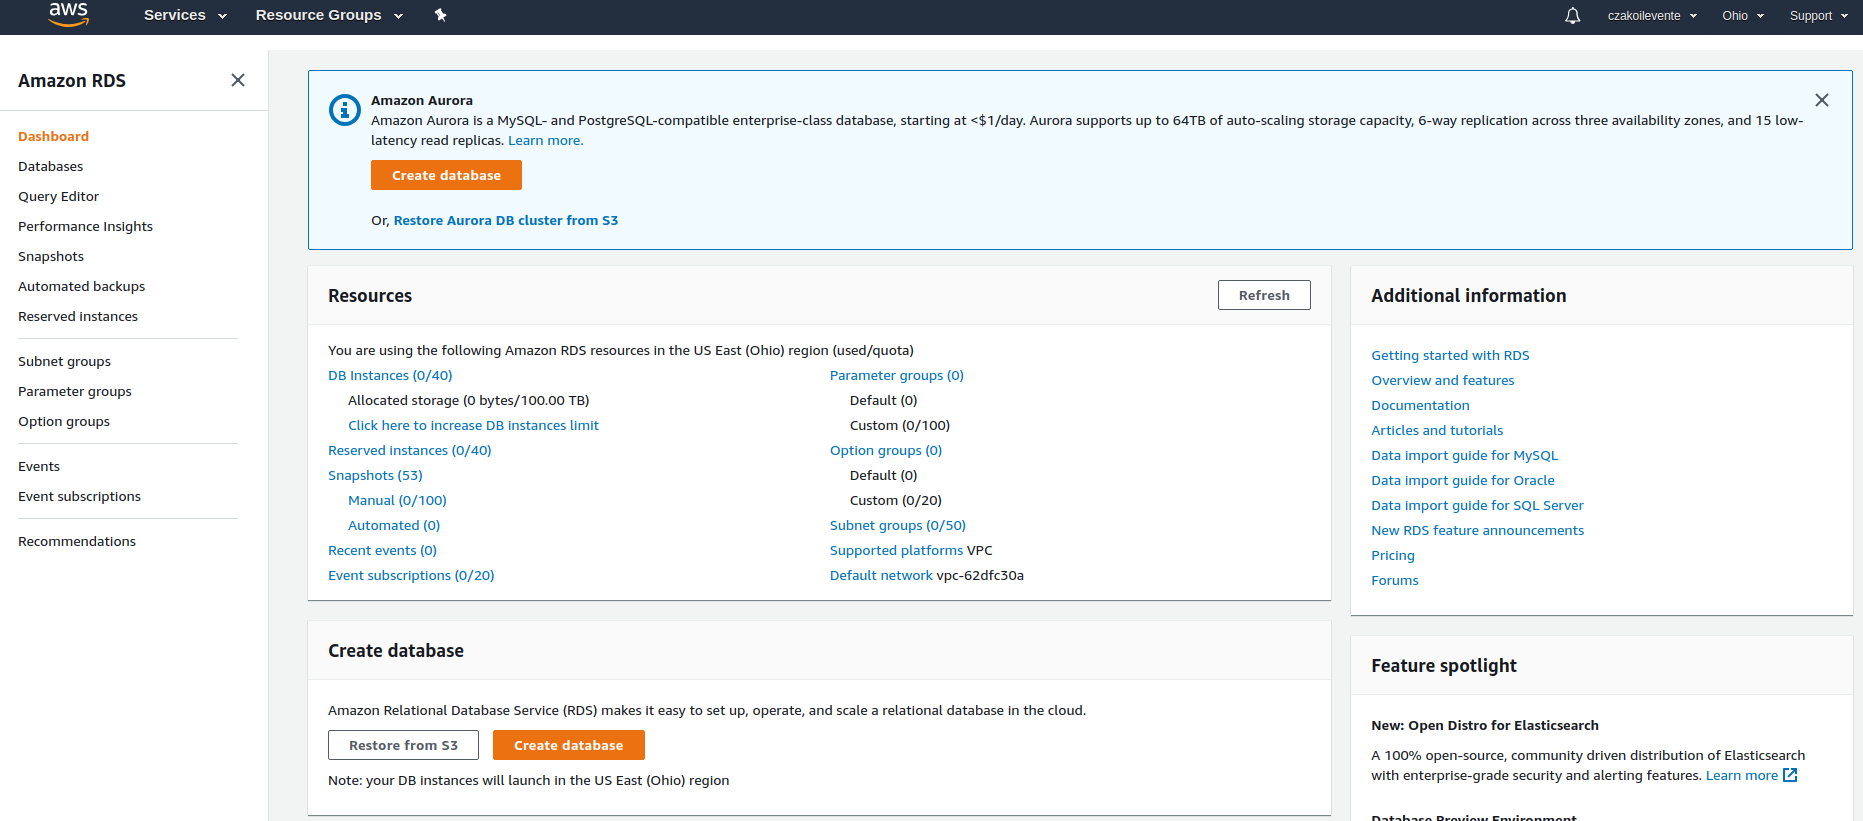 aws
Services
Resource Groups
czakoilevente
Ohio
Support
Amazon RDS
Dashboard
Databases
Query Editor
Performance Insights
Snapshots
Automated backups
Reserved instances
Subnet groups
Parameter groups
Option groups
Events
Event subscriptions
Recommendations
Amazon Aurora
Amazon Aurora is a MySQL- and PostgreSQL-compatible enterprise-class database, starting at <$1/day. Aurora supports up to 64TB of auto-scaling storage capacity, 6-way replication across three availability zones, and 15 low-
latency read replicas. Learn more.
Create database
Or, Restore Aurora DB cluster from S3
Resources
Refresh
You are using the following Amazon RDS resources in the US East (Ohio) region (used/quota)
DB Instances (0/40)
Allocated storage (0 bytes/100.00 TB)
Click here to increase DB instances limit
Reserved instances (0/40)
Snapshots (53)
Manual (0/100)
Automated (0)
Recent events (0)
Event subscriptions (0/20)
Parameter groups (0)
Default (0)
Custom (0/100)
Option groups (0)
Default (0)
Custom (0/20)
Subnet groups (0/50)
Supported platforms VPC
Default network vpc-62dfc30a
Create database
Amazon Relational Database Service (RDS) makes it easy to set up, operate, and scale a relational database in the cloud.
Restore from S3
Create database
Note: your DB instances will launch in the US East (Ohio) region
Additional information
Getting started with RDS
Overview and features
Documentation
Articles and tutorials
Data import guide for MySQL
Data import guide for Oracle
Data import guide for SQL Server
New RDS feature announcements
Pricing
Forums
Feature spotlight
New: Open Distro for Elasticsearch
A 100% open-source, community driven distribution of Elasticsearch
with enterprise-grade security and alerting features. Learn more
Database Preview Environment